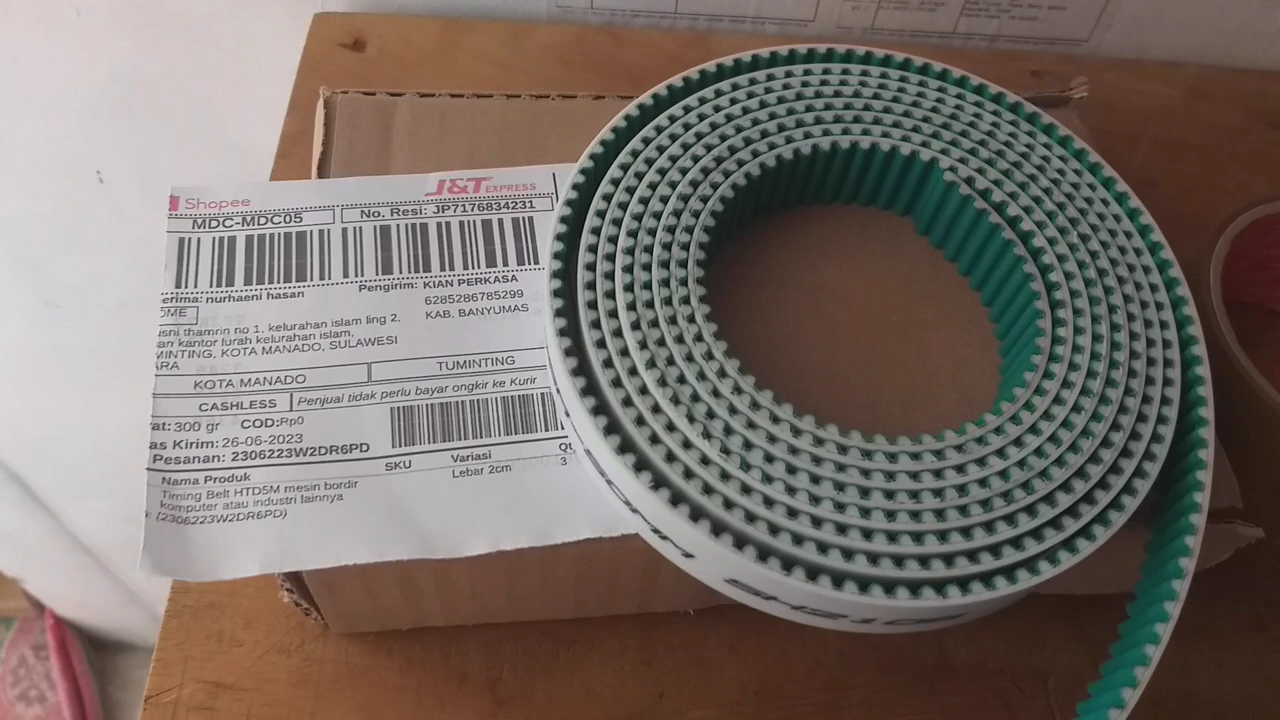 Shopee
J&T EXPRESS
MDC-MDC05
No. Resi: JP7176834231
erima: nurhaeni hasan
Pengirim: KIAN PERKASA
6285286785299
KAB. BANYUMAS
OME
sni thamrin no 1. kelurahan islam ling 2.
an kantor lurah kelurahan islam,
MINTING, KOTA MANADO, SULAWESI
ARA
KOTA MANADO
TUMINTING
CASHLESS
Penjual tidak perlu bayar ongkir ke Kurir
at: 300 gr COD:Rp0
as Kirim: 26-06-2023
Pesanan: 2306223W2DR6PD
Nama Produk SKU Variasi Qt
Timing Belt HTD5M mesin bordir Lebar 2cm 3
komputer atau industri lainnya
(2306223W2DR6PD)